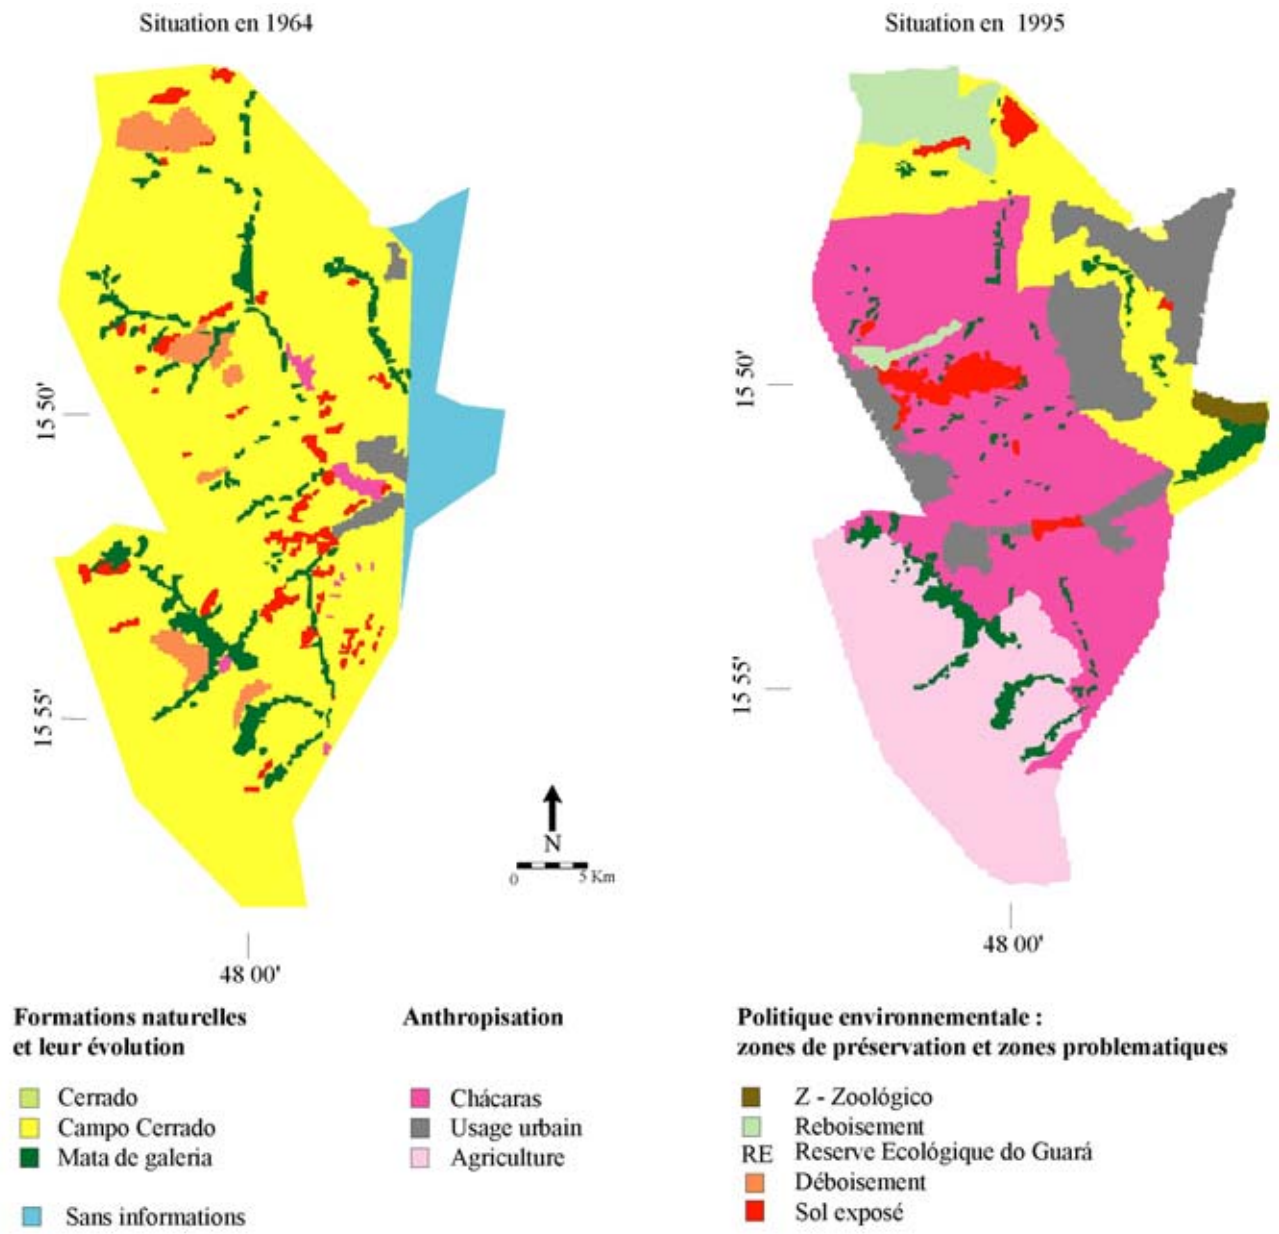 Situation en 1964
Situation en 1995
15 50'
15 50'
15 55'
15 55'
N
0 5 Km
48 00'
48 00'
Formations naturelles
et leur évolution
Cerrado
Campo Cerrado
Mata de galeria
Sans informations
Anthropisation
Chácaras
Usage urbain
Agriculture
Politique environnementale :
zones de préservation et zones problematiques
Z - Zoológico
Reboisement
RE Reserve Ecológique do Guará
Déboisement
Sol exposé